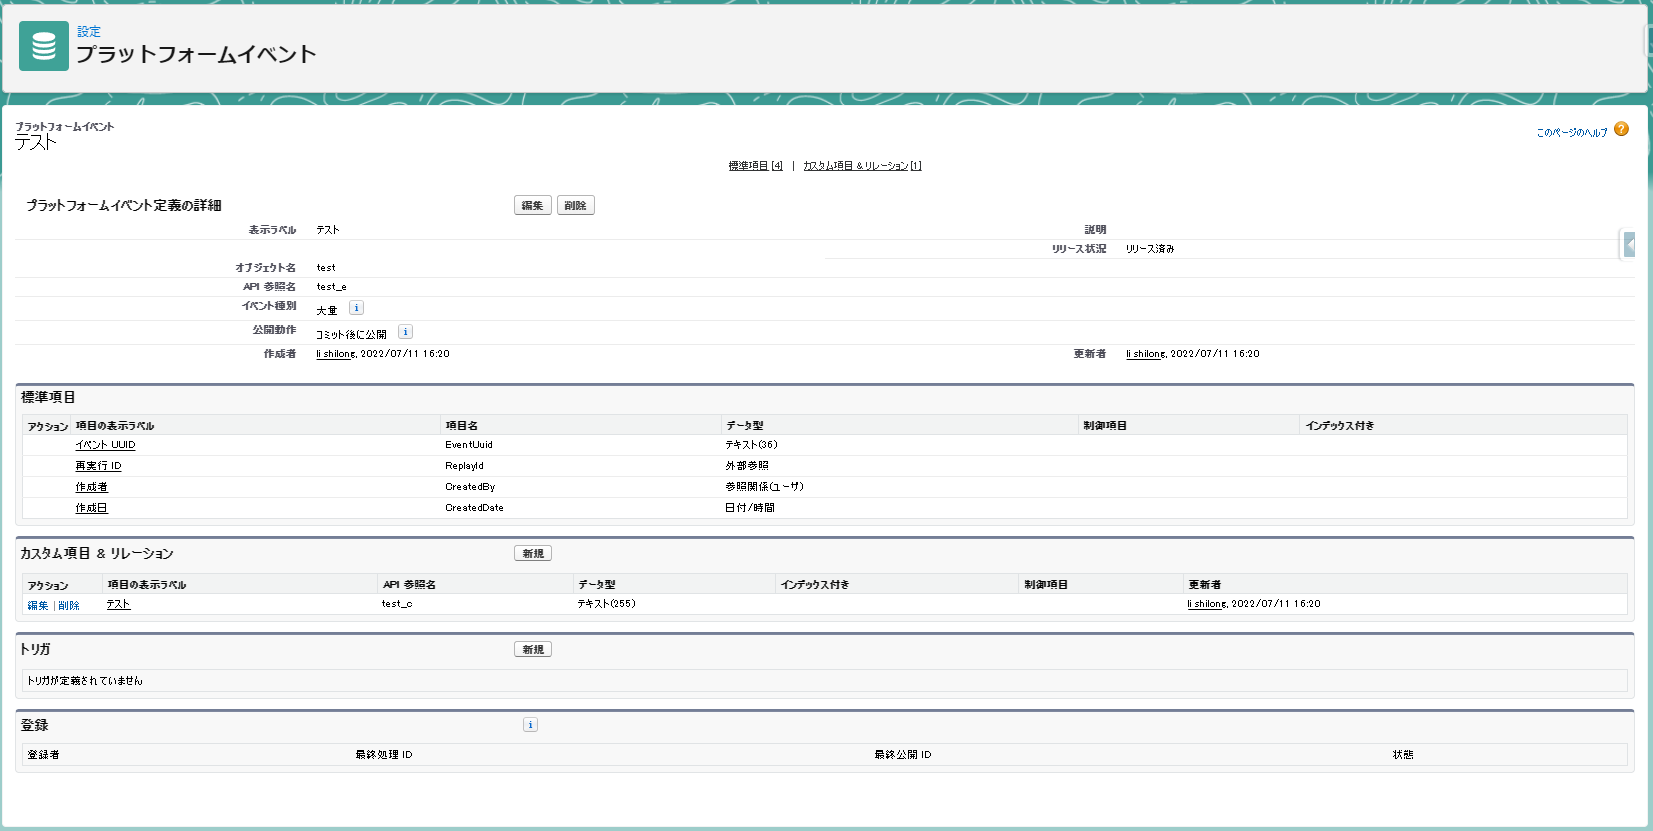 設定
プラットフォームイベント
プラットフォームイベント
テスト
このページのヘルプ ?
標準項目 [4] | カスタム項目 & リレーション [1]
プラットフォームイベント定義の詳細 編集 削除
表示ラベル テスト 説明
リリース状況 リリース済み
オブジェクト名 test
API 参照名 test_e
イベント種別 大量 i
公開動作 コミット後に公開 i
作成者 li shilong, 2022/07/11 16:20 更新者 li shilong, 2022/07/11 16:20
標準項目
アクション 項目の表示ラベル 項目名 データ型 制御項目 インデックス付き
イベント UUID EventUuid テキスト(36)
再実行 ID ReplayId 外部参照
作成者 CreatedBy 参照関係(ユーザ)
作成日 CreatedDate 日付/時間
カスタム項目 & リレーション 新規
アクション 項目の表示ラベル API 参照名 データ型 インデックス付き 制御項目 更新者
編集 | 削除 テスト test_c テキスト(255) li shilong, 2022/07/11 16:20
トリガ 新規
トリガが定義されていません
登録 i
登録者 最終処理 ID 最終公開 ID 状態